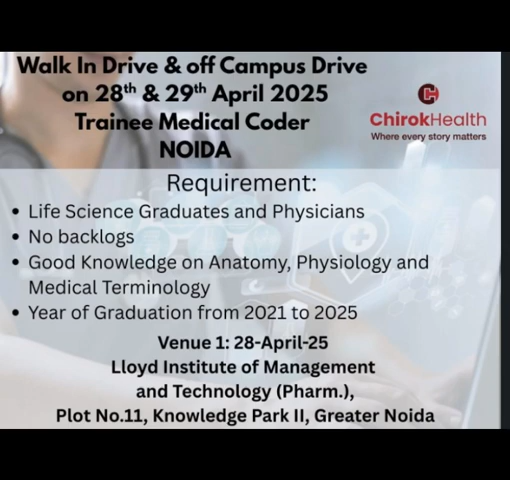 Walk In Drive & off Campus Drive
on 28th & 29th April 2025
Trainee Medical Coder
NOIDA
ChirokHealth
Where every story matters
Requirement:
• Life Science Graduates and Physicians
• No backlogs
• Good Knowledge on Anatomy, Physiology and
Medical Terminology
• Year of Graduation from 2021 to 2025
Venue 1: 28-April-25
Lloyd Institute of Management
and Technology (Pharm.),
Plot No.11, Knowledge Park II, Greater Noida